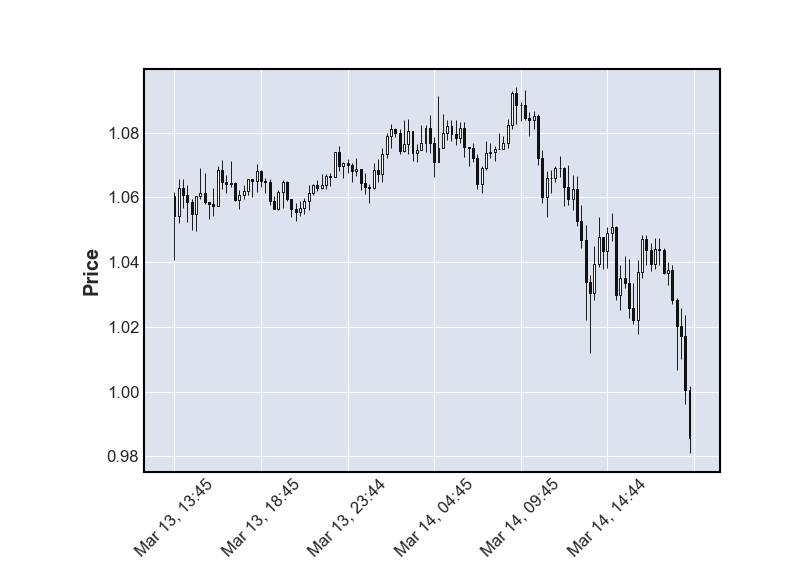 Price
1.08
1.06
1.04
1.02
1.00
0.98
Mar 13, 13:45
Mar 13, 18:45
Mar 13, 23:44
Mar 14, 04:45
Mar 14, 09:45
Mar 14, 14:44